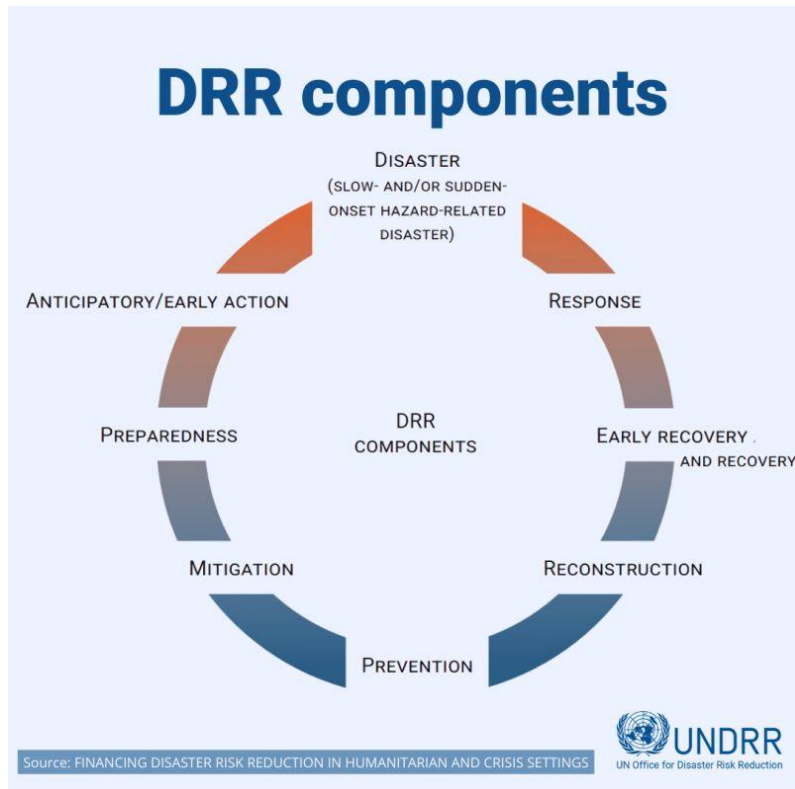 DRR components
DISASTER
(SLOW- AND/OR SUDDEN-
ONSET HAZARD-RELATED
DISASTER)
ANTICIPATORY/EARLY ACTION
RESPONSE
PREPAREDNESS
DRR
COMPONENTS
EARLY RECOVERY
AND RECOVERY
MITIGATION
RECONSTRUCTION
PREVENTION
Source: FINANCING DISASTER RISK REDUCTION IN HUMANITARIAN AND CRISIS SETTINGS
UNDRR
UN Office for Disaster Risk Reduction